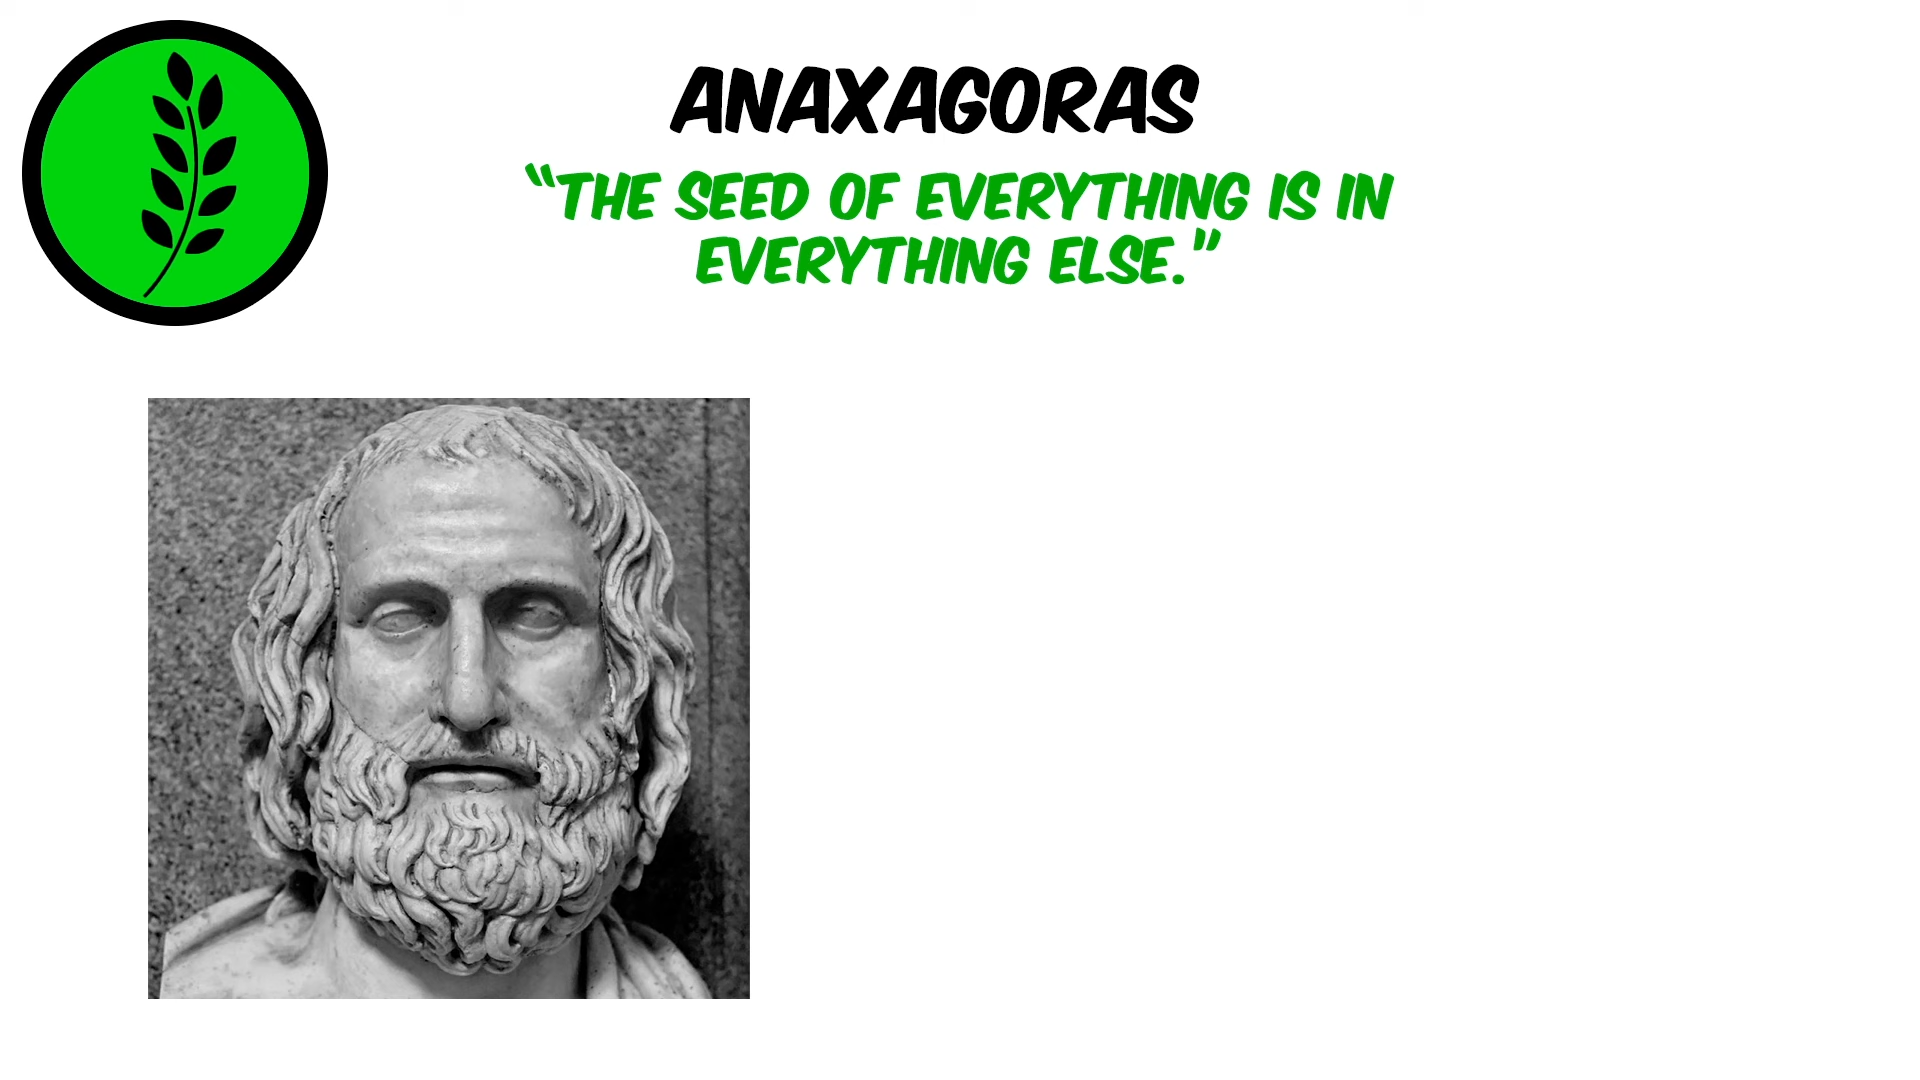 ANAXAGORAS
“THE SEED OF EVERYTHING IS IN
EVERYTHING ELSE.”